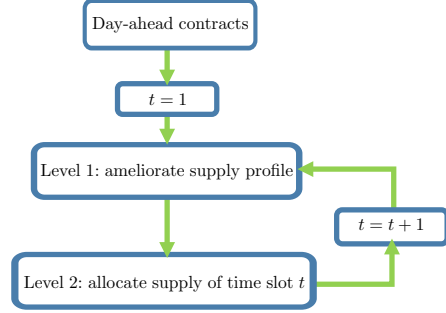 Day-ahead contracts
t = 1
Level 1: ameliorate supply profile
t = t + 1
Level 2: allocate supply of time slot t